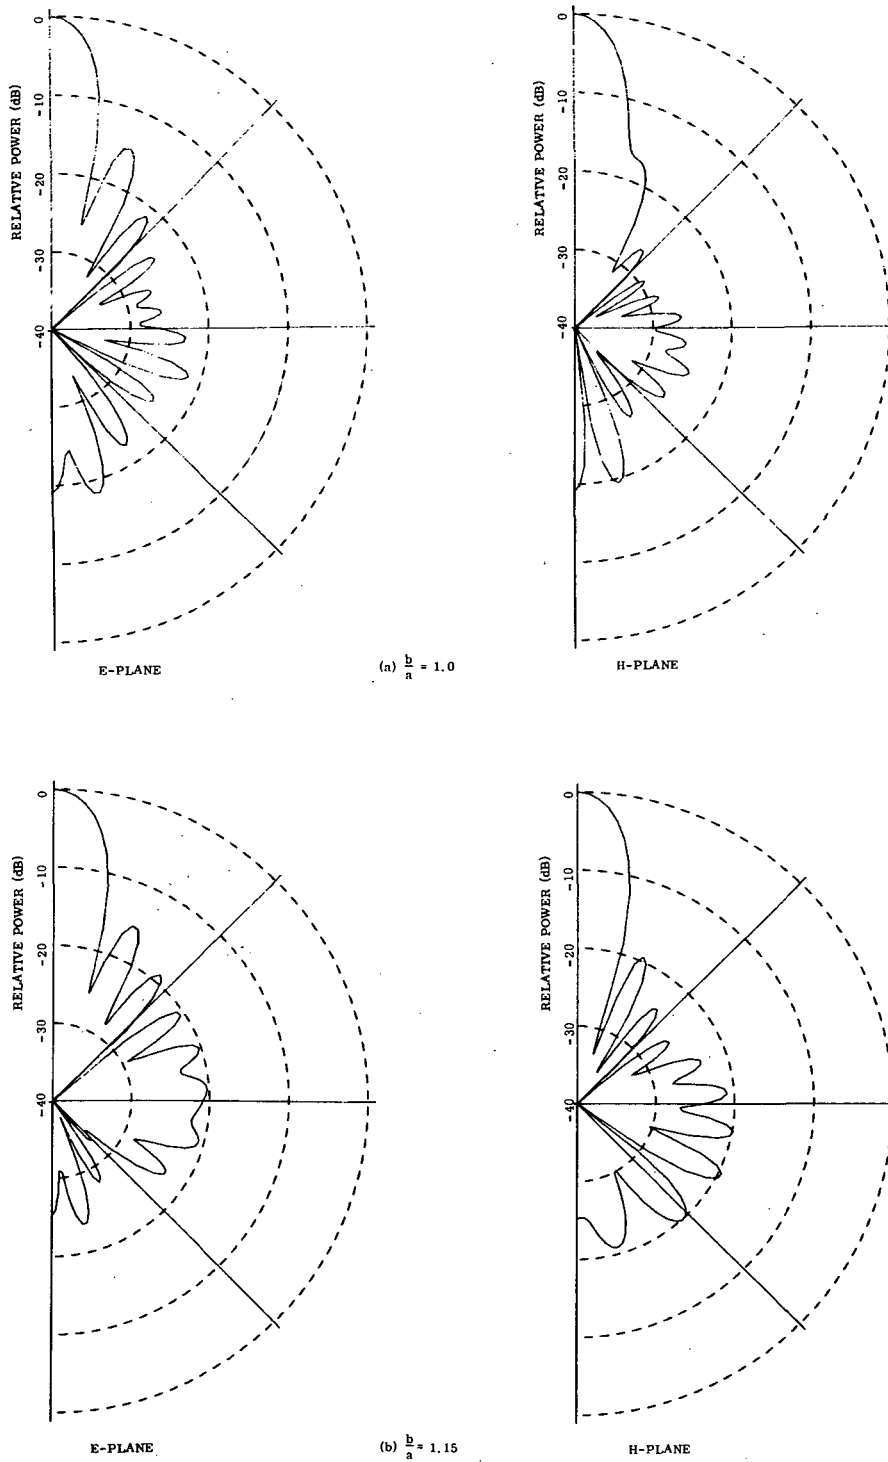 RELATIVE POWER (dB)
0
-10
-20
-30
-40
E-PLANE
RELATIVE POWER (dB)
0
-10
-20
-30
-40
H-PLANE
(a) b/a = 1.0
RELATIVE POWER (dB)
0
-10
-20
-30
-40
E-PLANE
RELATIVE POWER (dB)
0
-10
-20
-30
-40
H-PLANE
(b) b/a = 1.15